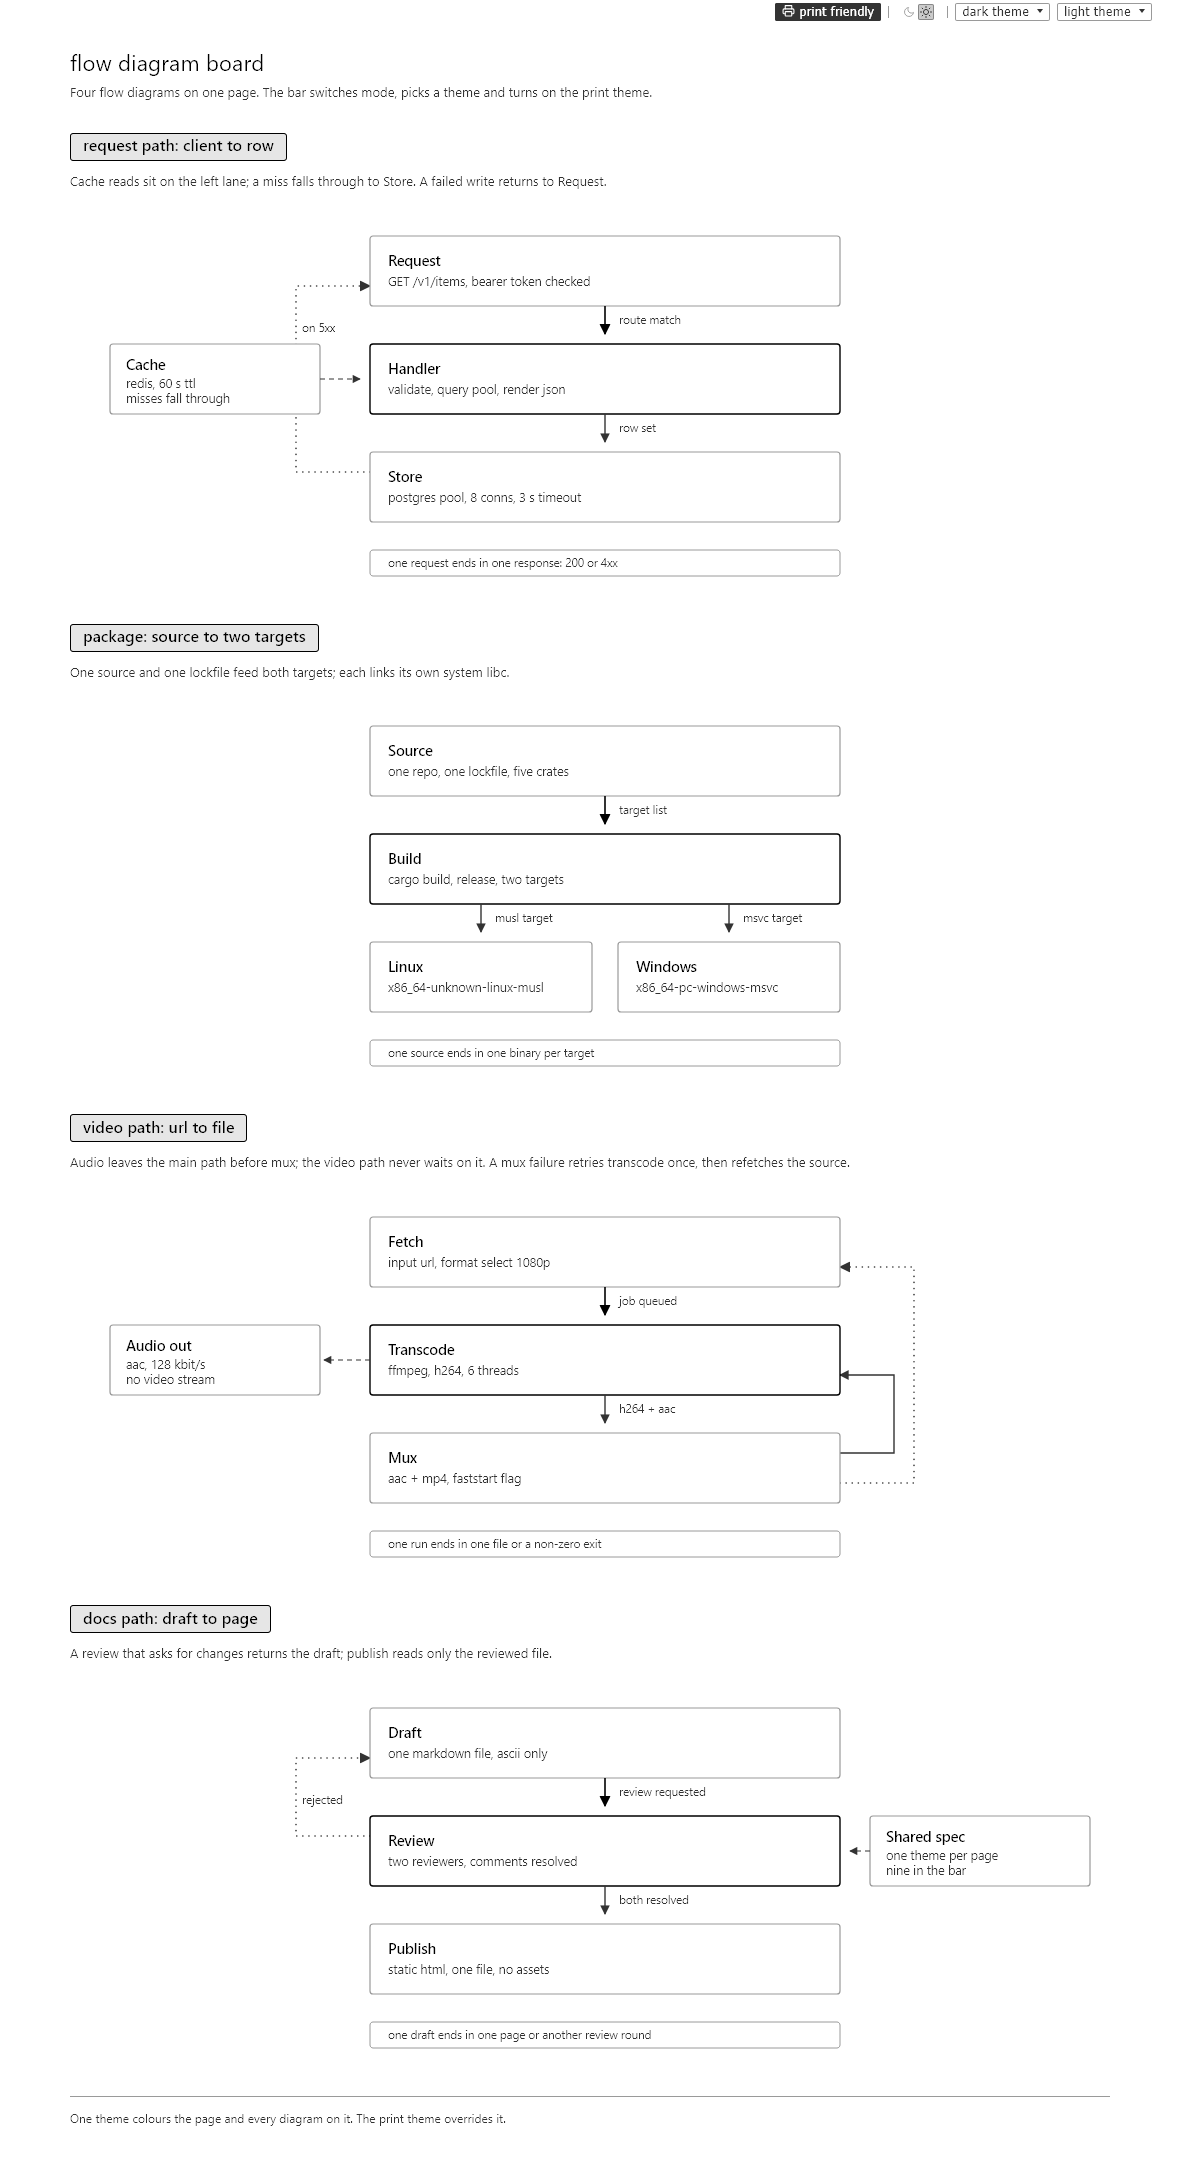 print friendly
dark theme
light theme
flow diagram board
Four flow diagrams on one page. The bar switches mode, picks a theme and turns on the print theme.
request path: client to row
Cache reads sit on the left lane; a miss falls through to Store. A failed write returns to Request.
Request
GET /v1/items, bearer token checked
route match
on 5xx
Cache
redis, 60 s ttl
misses fall through
Handler
validate, query pool, render json
row set
Store
postgres pool, 8 conns, 3 s timeout
one request ends in one response: 200 or 4xx
package: source to two targets
One source and one lockfile feed both targets; each links its own system libc.
Source
one repo, one lockfile, five crates
target list
Build
cargo build, release, two targets
musl target
msvc target
Linux
x86_64-unknown-linux-musl
Windows
x86_64-pc-windows-msvc
one source ends in one binary per target
video path: url to file
Audio leaves the main path before mux; the video path never waits on it. A mux failure retries transcode once, then refetches the source.
Fetch
input url, format select 1080p
job queued
Audio out
aac, 128 kbit/s
no video stream
Transcode
ffmpeg, h264, 6 threads
h264 + aac
Mux
aac + mp4, faststart flag
one run ends in one file or a non-zero exit
docs path: draft to page
A review that asks for changes returns the draft; publish reads only the reviewed file.
Draft
one markdown file, ascii only
review requested
rejected
Review
two reviewers, comments resolved
Shared spec
one theme per page
nine in the bar
both resolved
Publish
static html, one file, no assets
one draft ends in one page or another review round
One theme colours the page and every diagram on it. The print theme overrides it.